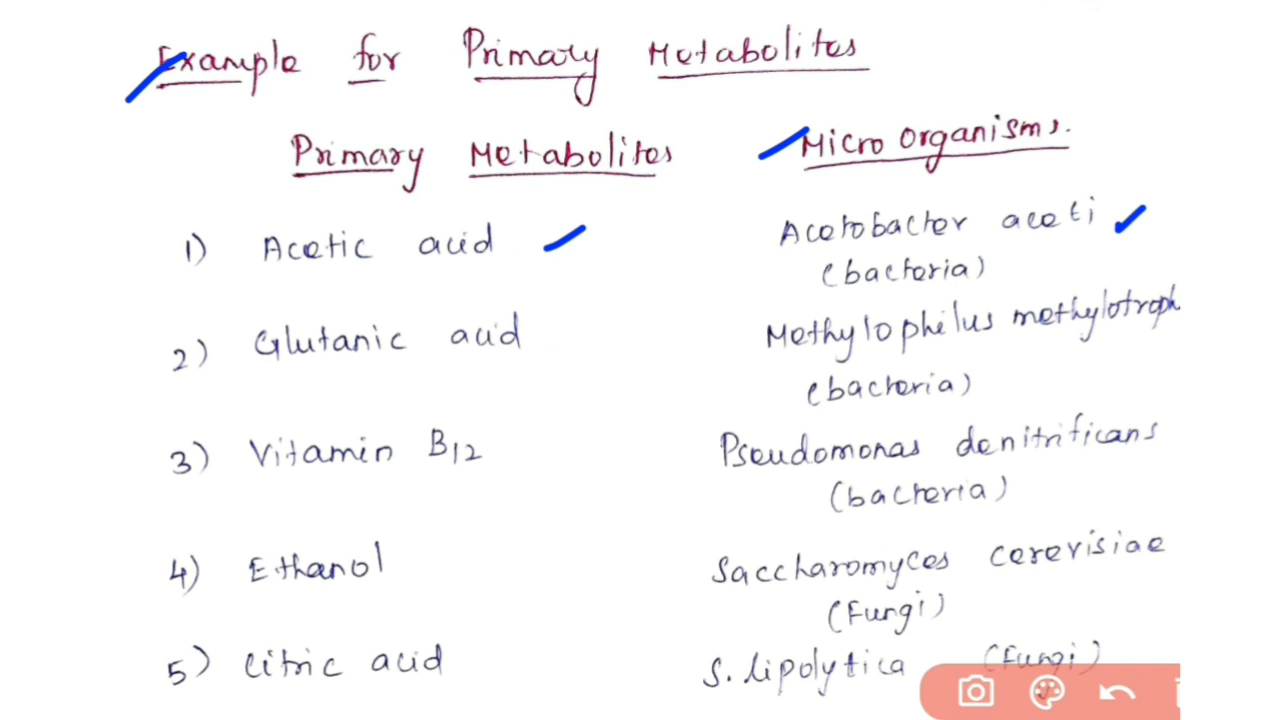 Example for Primary Metabolites
Primary Metabolites Micro Organisms.
1) Acetic acid Acetobacter aceti
(bacteria)
2) Glutanic acid Methylophilus methylotroph
(bacteria)
3) Vitamin B12 Pseudomonas denitrificans
(bacteria)
4) Ethanol Saccharomyces cerevisiae
(Fungi)
5) Citric acid S. lipolytica (Fungi)